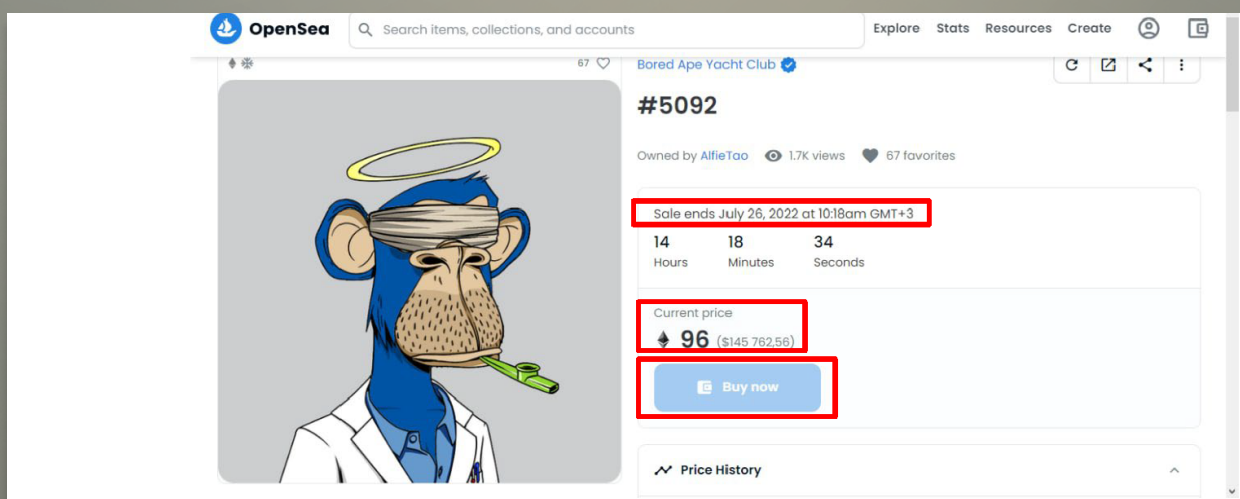 OpenSea
Search items, collections, and accounts
Explore Stats Resources Create
67
Bored Ape Yacht Club
#5092
Owned by AlfieTao 1.7K views 67 favorites
Sale ends July 26, 2022 at 10:18am GMT+3
14 18 34
Hours Minutes Seconds
Current price
96 ($145 762,56)
Buy now
Price History